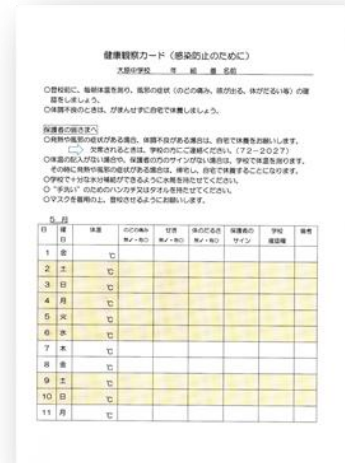 健康観察カード（感染防止のために）
大原中学校　年　組　番　名前
○登校前に、毎朝体温を測り、風邪の症状（のどの痛み、咳が出る、体がだるい等）の確
認をしましょう。
○体調不良のときは、がまんせずに自宅で休養しましょう。
保護者の皆さまへ
○発熱や風邪の症状がある場合、体調不良がある場合は、自宅で休養をお願いします。
⇨ 欠席されるときは、学校の方にご連絡ください。（72－2027）
○体温の記入がない場合や、保護者の方のサインがない場合は、学校で体温を測ります。
その時に発熱や風邪の症状がある場合は、帰宅し、自宅で休養することになります。
○学校で十分な水分補給ができるように水筒を持たせてください。
○“手洗い”のためのハンカチ又はタオルを持たせてください。
○マスクを着用の上、登校させるようにお願いします。
5 月
日 曜日 体温 のどの痛み 無✓・有○ せき 無✓・有○ 体のだるさ 無✓・有○ 保護者のサイン 学校確認欄 備考
1 金 ℃
2 土 ℃
3 日 ℃
4 月 ℃
5 火 ℃
6 水 ℃
7 木 ℃
8 金 ℃
9 土 ℃
10 日 ℃
11 月 ℃